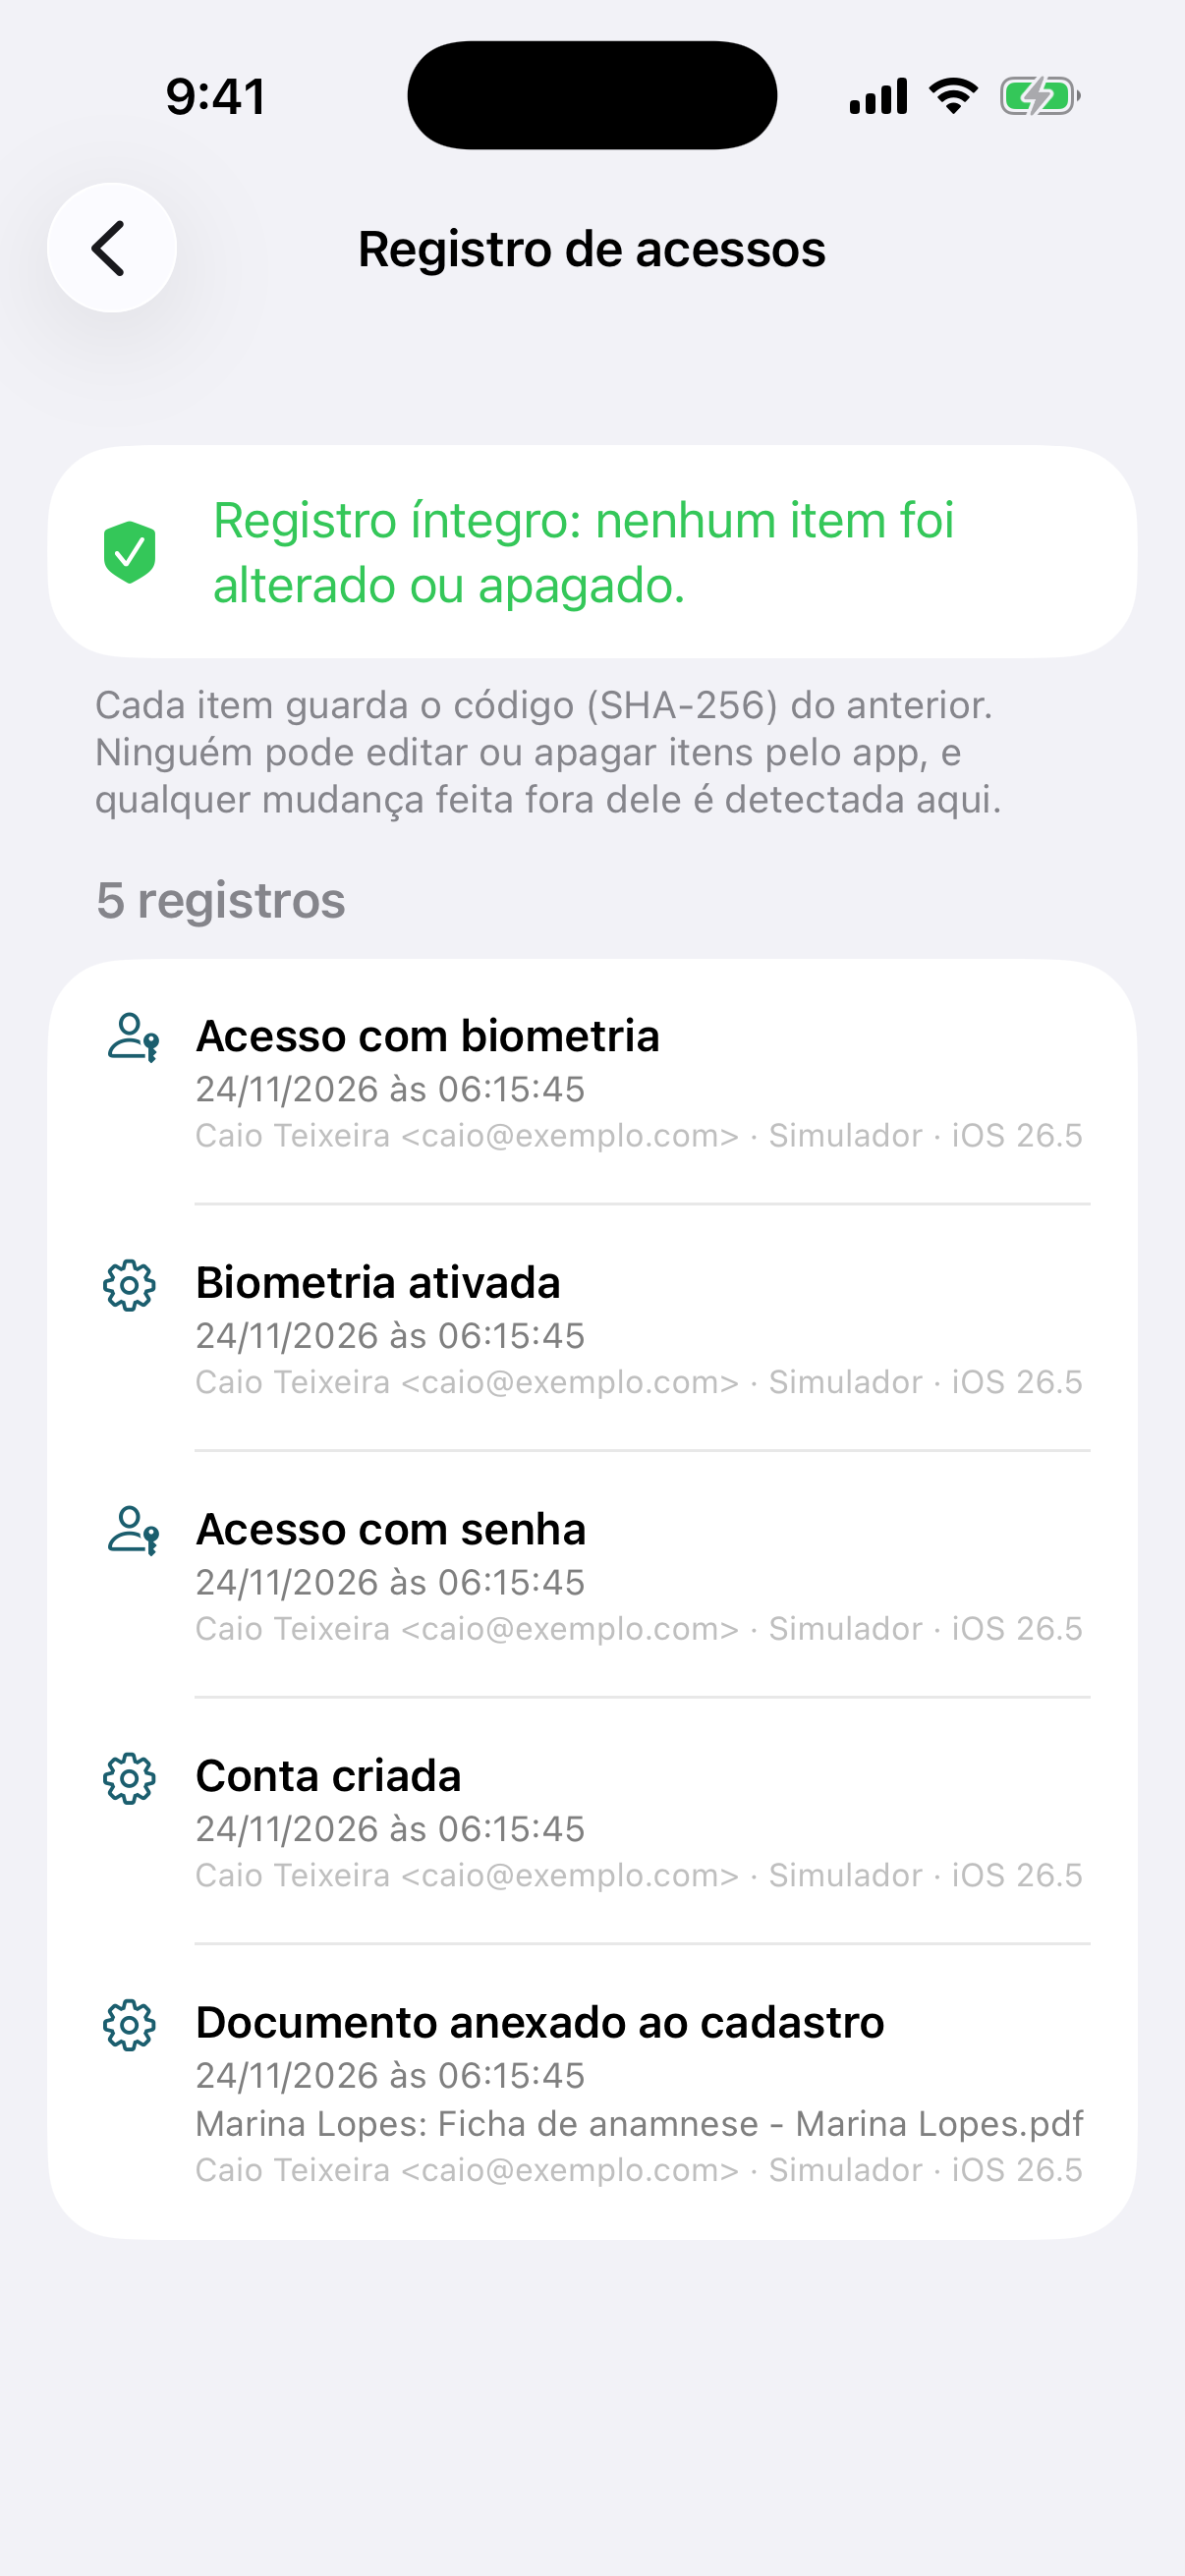 9:41
Registro de acessos
Registro íntegro: nenhum item foi
alterado ou apagado.
Cada item guarda o código (SHA-256) do anterior.
Ninguém pode editar ou apagar itens pelo app, e
qualquer mudança feita fora dele é detectada aqui.
5 registros
Acesso com biometria
24/11/2026 às 06:15:45
Caio Teixeira <caio@exemplo.com> · Simulador · iOS 26.5
Biometria ativada
24/11/2026 às 06:15:45
Caio Teixeira <caio@exemplo.com> · Simulador · iOS 26.5
Acesso com senha
24/11/2026 às 06:15:45
Caio Teixeira <caio@exemplo.com> · Simulador · iOS 26.5
Conta criada
24/11/2026 às 06:15:45
Caio Teixeira <caio@exemplo.com> · Simulador · iOS 26.5
Documento anexado ao cadastro
24/11/2026 às 06:15:45
Marina Lopes: Ficha de anamnese - Marina Lopes.pdf
Caio Teixeira <caio@exemplo.com> · Simulador · iOS 26.5